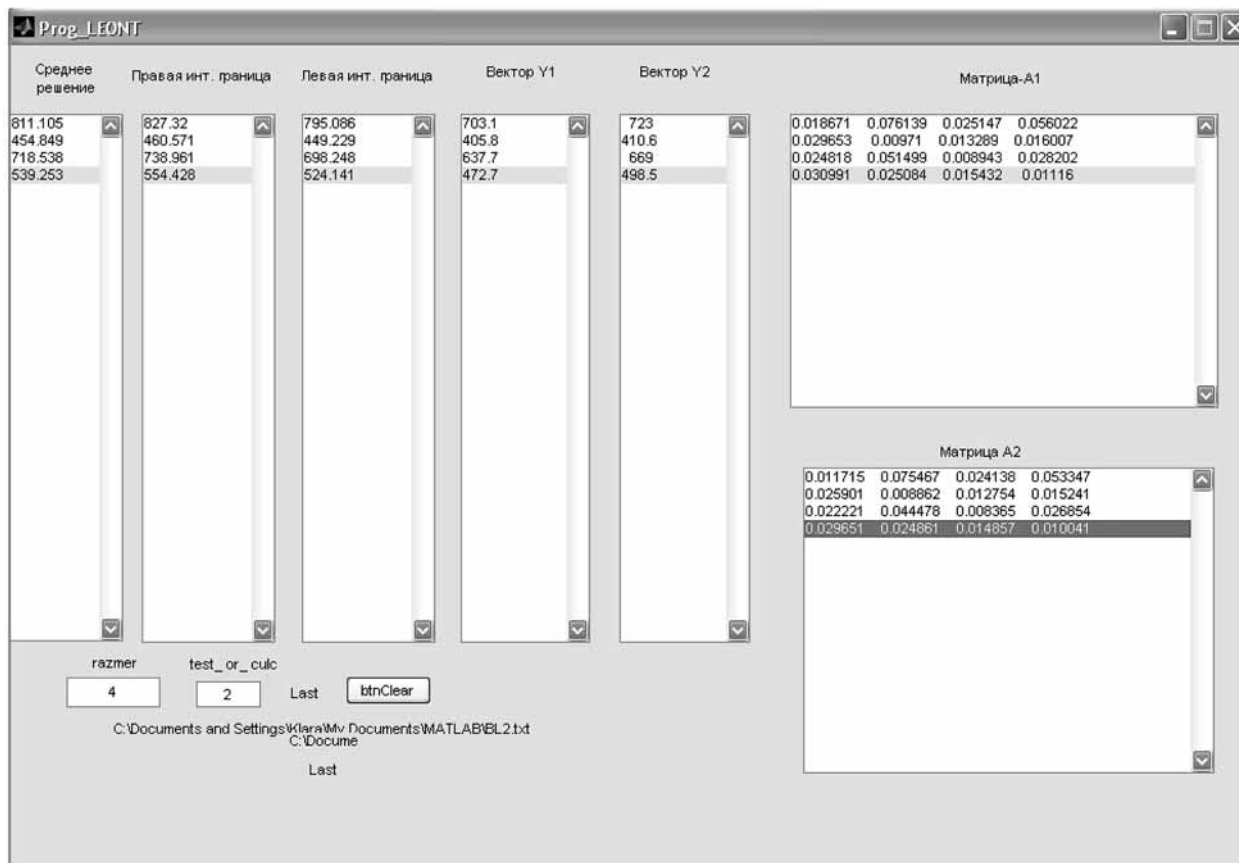 Prog_LEONT
Среднее
решение
Правая инт. граница
Левая инт. граница
Вектор Y1
Вектор Y2
Матрица-A1
811.105
454.849
718.538
539.253
827.32
460.571
738.961
554.428
795.086
449.229
698.248
524.141
703.1
405.8
637.7
472.7
723
410.6
669
498.5
0.018671 0.076139 0.025147 0.056022
0.029653 0.00971 0.013289 0.016007
0.024818 0.051499 0.008943 0.028202
0.030991 0.025084 0.015432 0.01116
Матрица A2
0.011715 0.075467 0.024138 0.053347
0.025901 0.008862 0.012754 0.015241
0.022221 0.044478 0.008365 0.026854
0.029651 0.024861 0.014857 0.010041
razmer
test_or_culc
4
2
Last
btnClear
C:\Documents and Settings\Klara\My Documents\MATLAB\BL2.txt
C:\Docume
Last